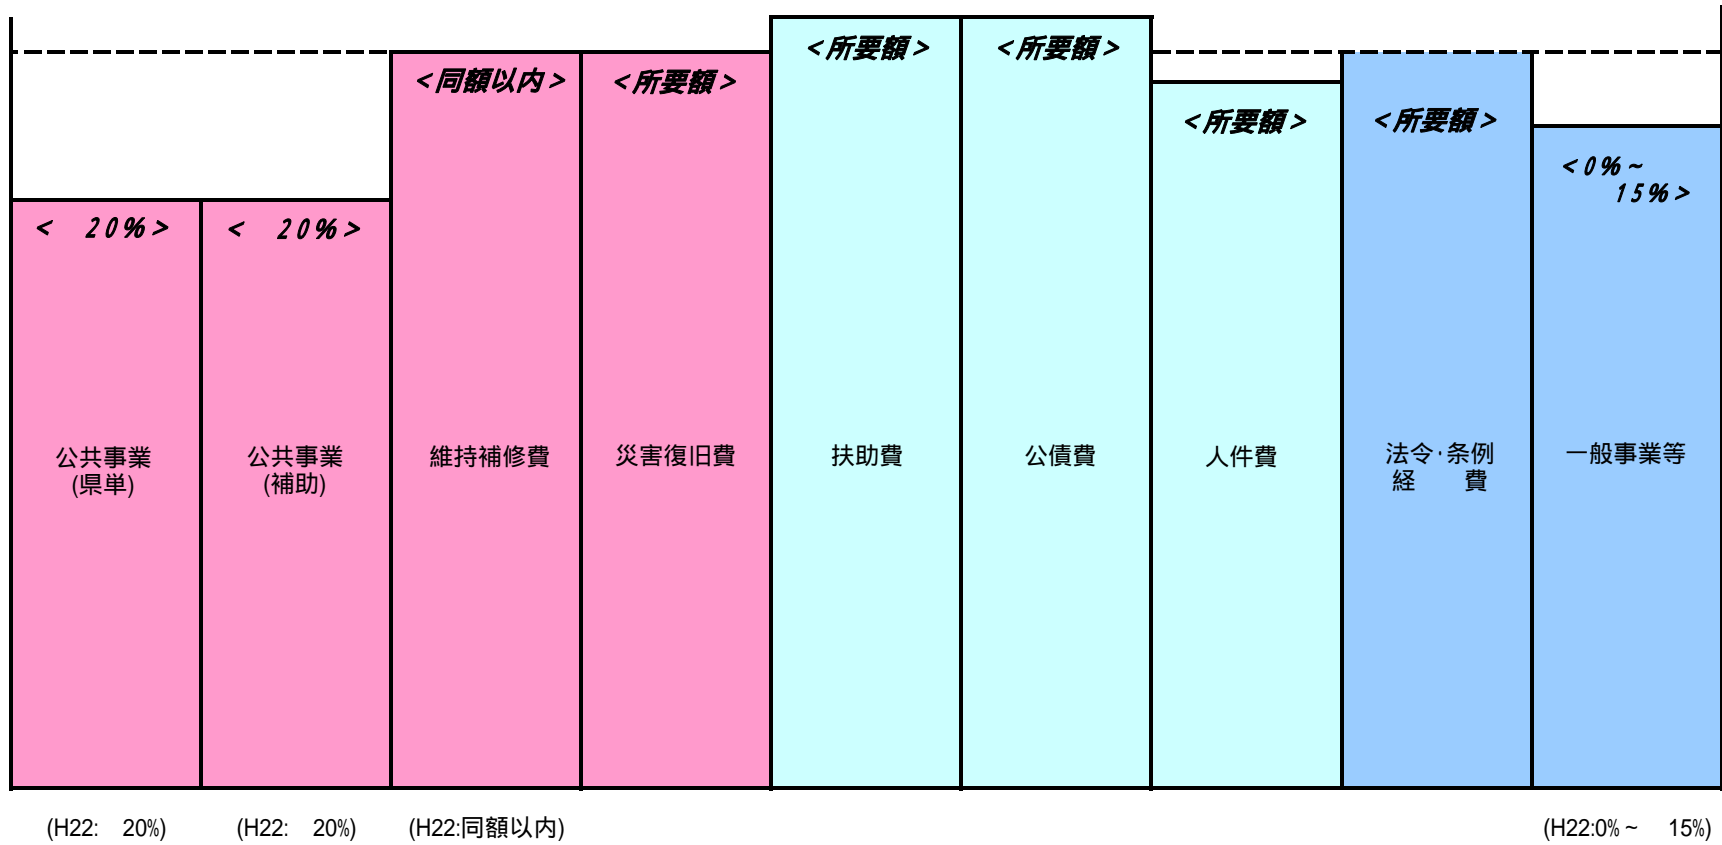 <所要額>
<所要額>
<同額以内>
<所要額>
<所要額>
<所要額>
<0%~
15%>
< 20%>
< 20%>
公共事業
(県単)
公共事業
(補助)
維持補修費
災害復旧費
扶助費
公債費
人件費
法令・条例
経 費
一般事業等
(H22: 20%)
(H22: 20%)
(H22:同額以内)
(H22:0%~ 15%)